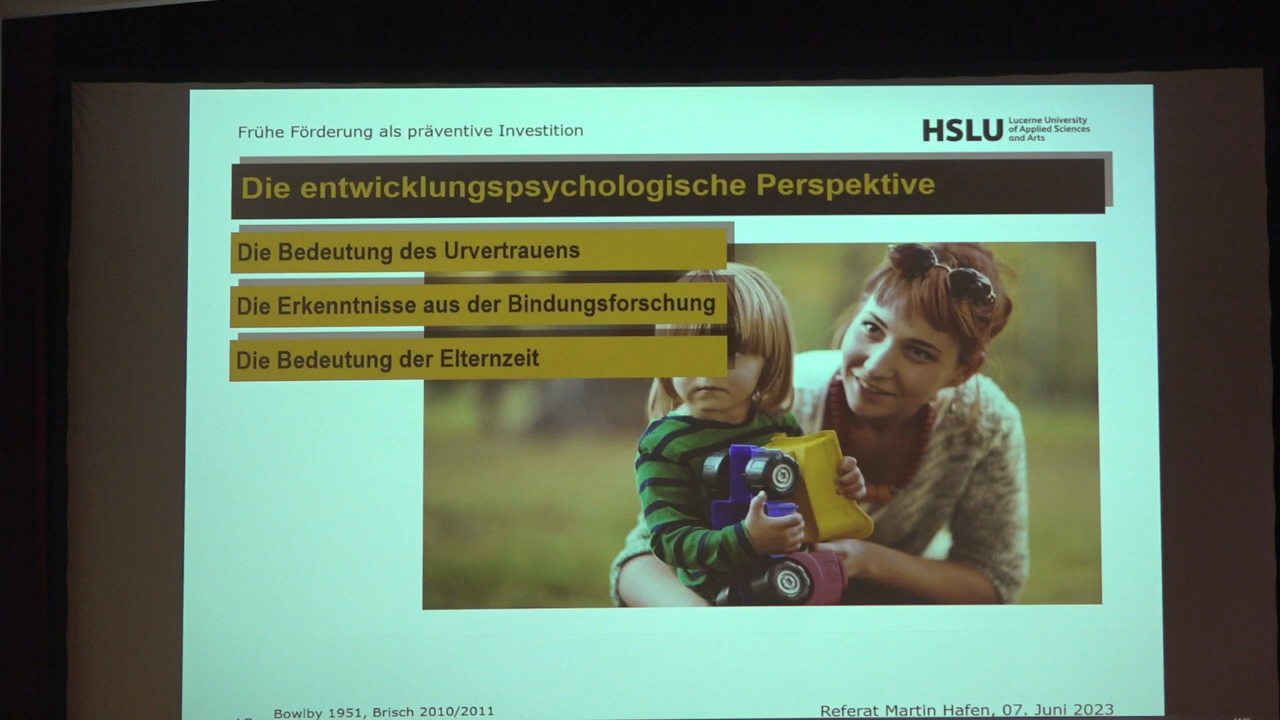 Frühe Förderung als präventive Investition
HSLU
Lucerne University
of Applied Sciences
and Arts
Die entwicklungspsychologische Perspektive
Die Bedeutung des Urvertrauens
Die Erkenntnisse aus der Bindungsforschung
Die Bedeutung der Elternzeit
Bowlby 1951, Brisch 2010/2011
Referat Martin Hafen, 07. Juni 2023